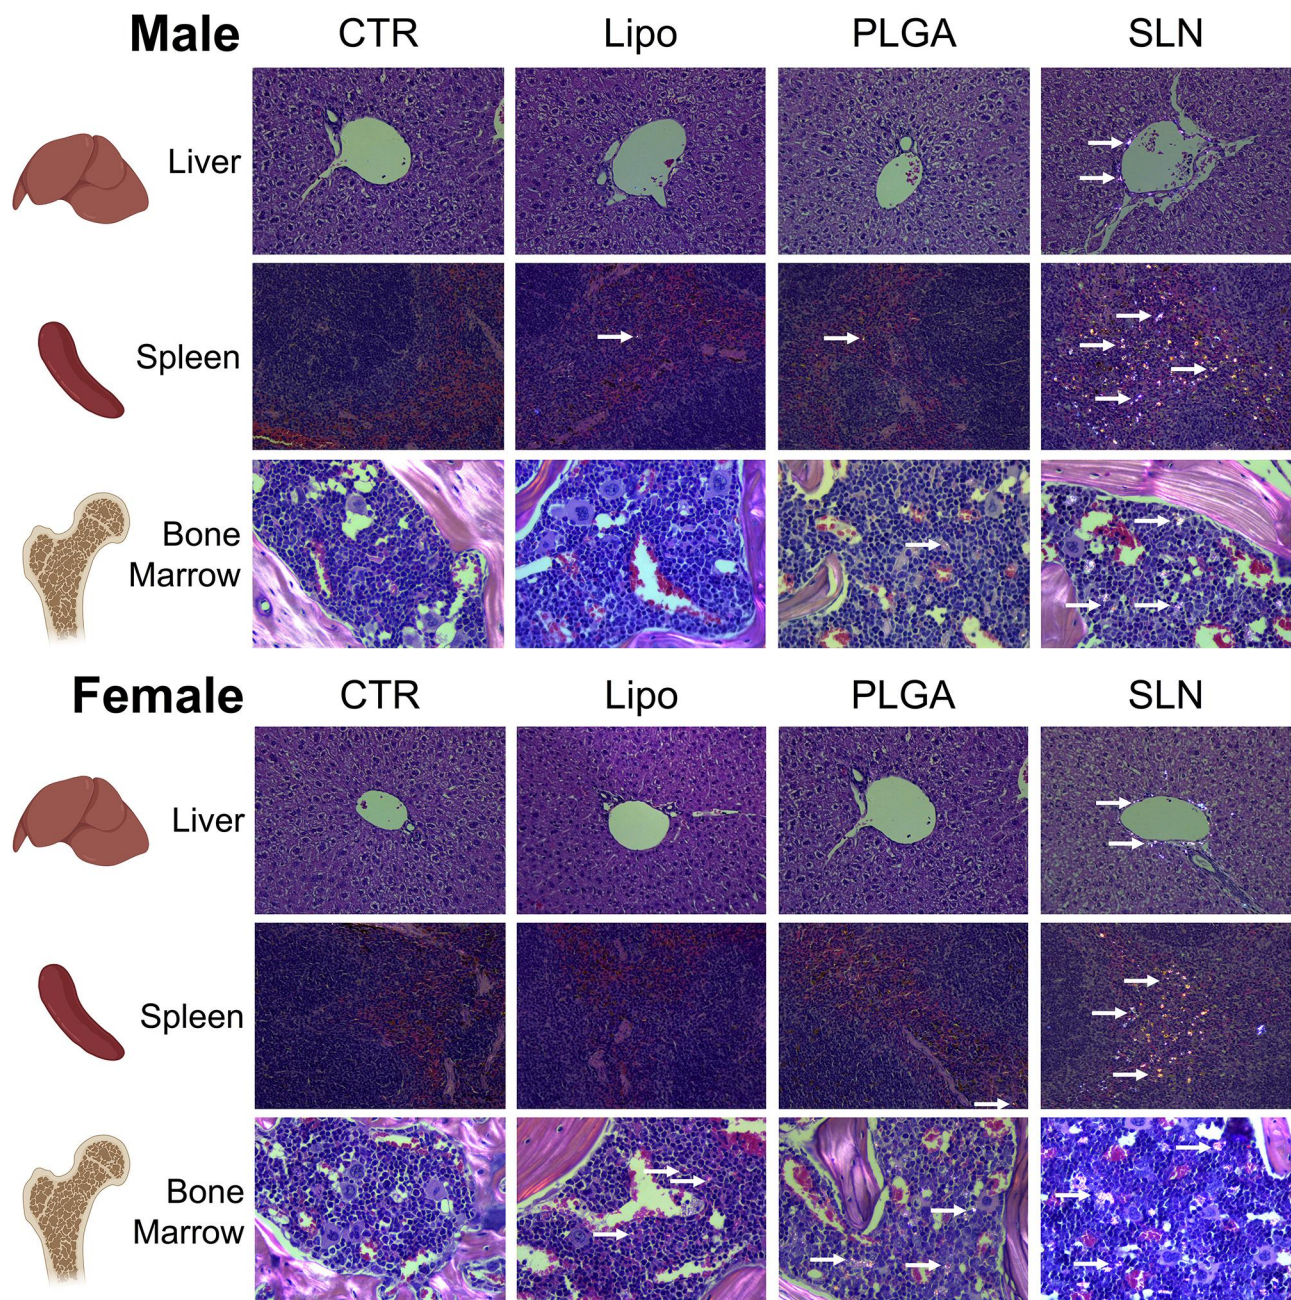 Male CTR Lipo PLGA SLN
Liver
Spleen
Bone
Marrow
Female CTR Lipo PLGA SLN
Liver
Spleen
Bone
Marrow